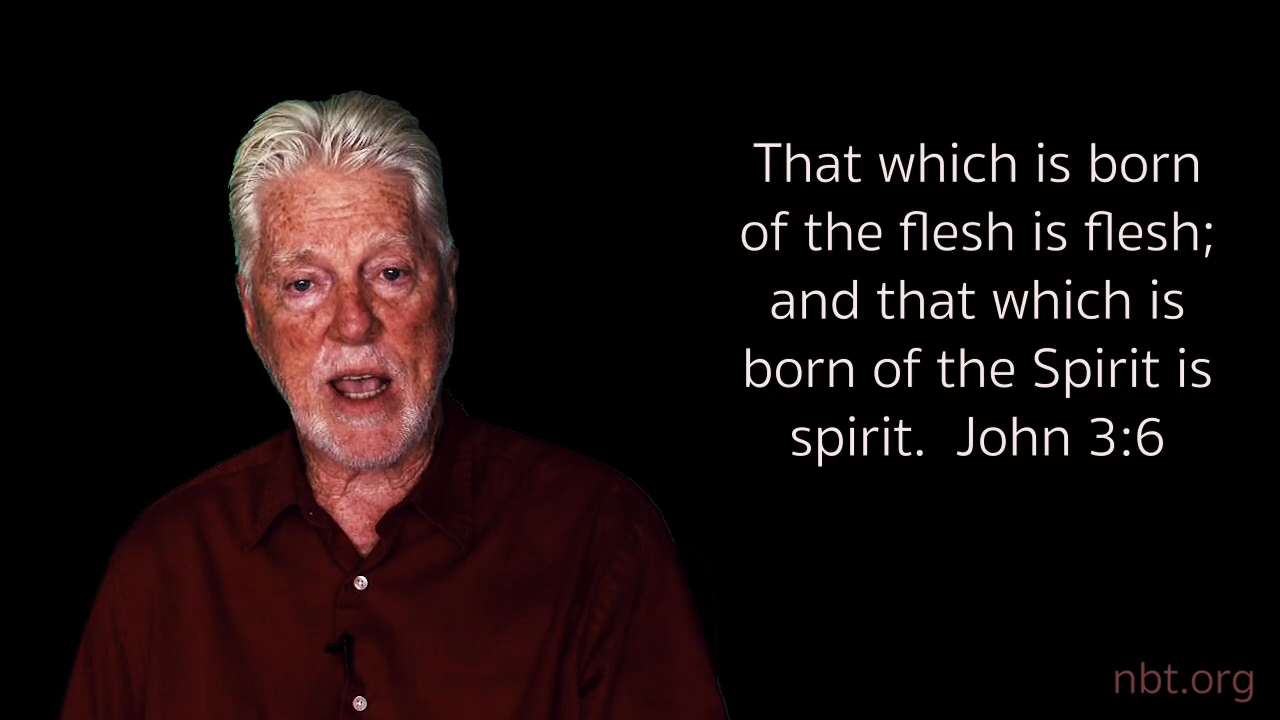 That which is born
of the flesh is flesh;
and that which is
born of the Spirit is
spirit.  John 3:6
nbt.org